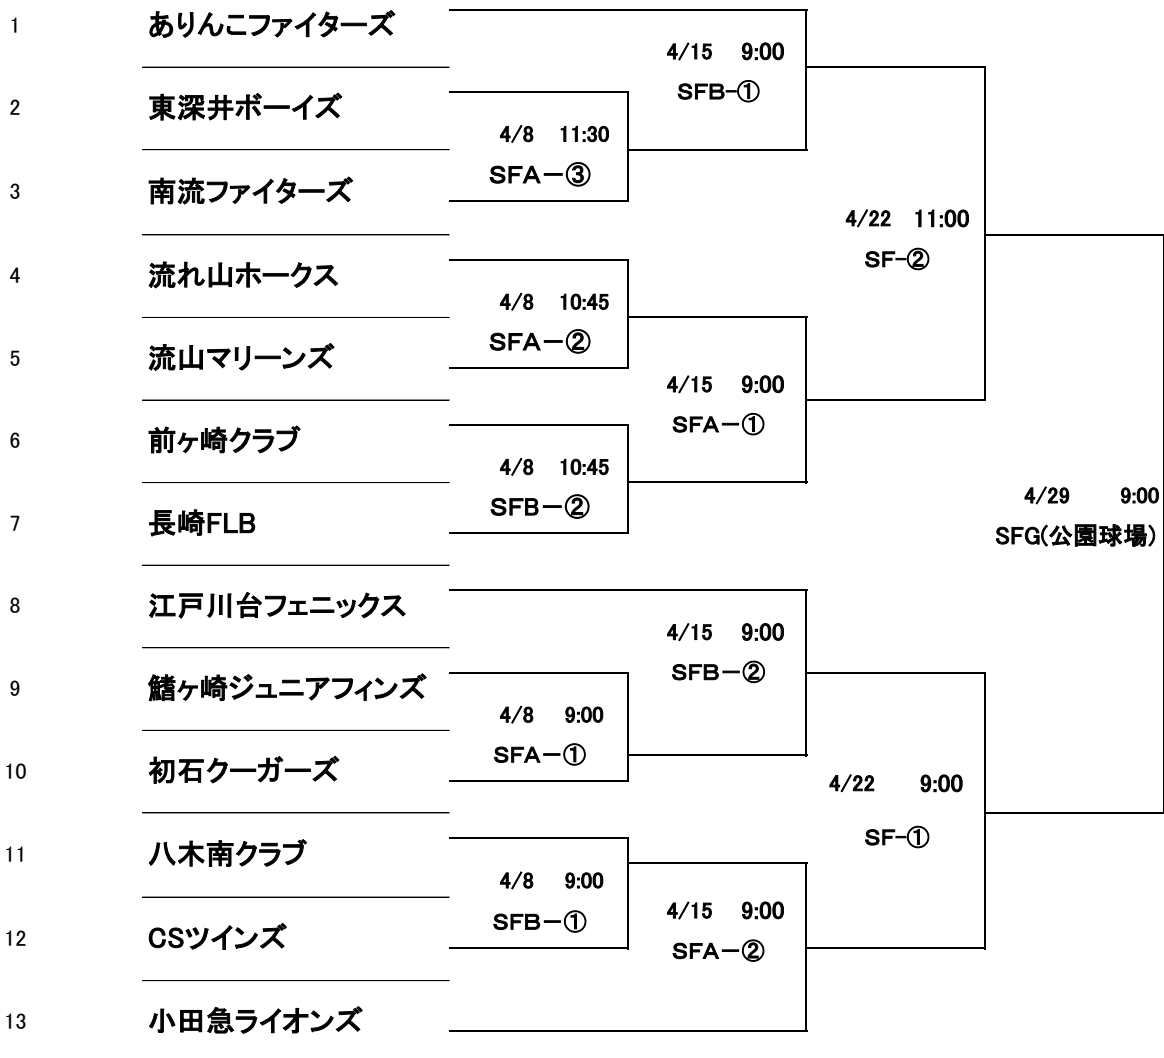 1 ありんこファイターズ
4/15 9:00
SFB-①
2 東深井ボーイズ
4/8 11:30
SFA-③
3 南流ファイターズ
4/22 11:00
SF-②
4 流れ山ホークス
4/8 10:45
SFA-②
5 流山マリーンズ
4/15 9:00
SFA-①
6 前ヶ崎クラブ
4/8 10:45
SFB-②
7 長崎FLB
4/29 9:00
SFG(公園球場)
8 江戸川台フェニックス
4/15 9:00
SFB-②
9 鰭ヶ崎ジュニアフィンズ
4/8 9:00
SFA-①
10 初石クーガーズ
4/22 9:00
SF-①
11 八木南クラブ
4/8 9:00
SFB-①
4/15 9:00
SFA-②
12 CSツインズ
13 小田急ライオンズ